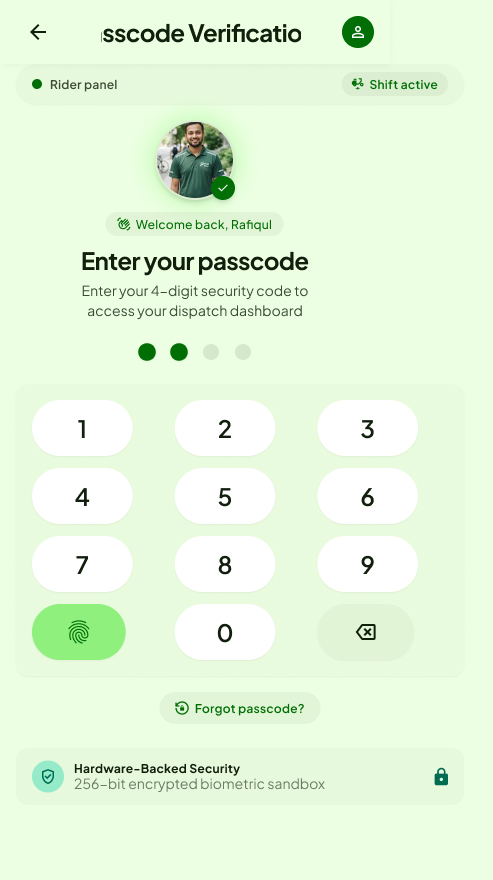 sscode Verificatio
Rider panel
Shift active
Welcome back, Rafiqul
Enter your passcode
Enter your 4-digit security code to
access your dispatch dashboard
1 2 3
4 5 6
7 8 9
0
Forgot passcode?
Hardware-Backed Security
256-bit encrypted biometric sandbox